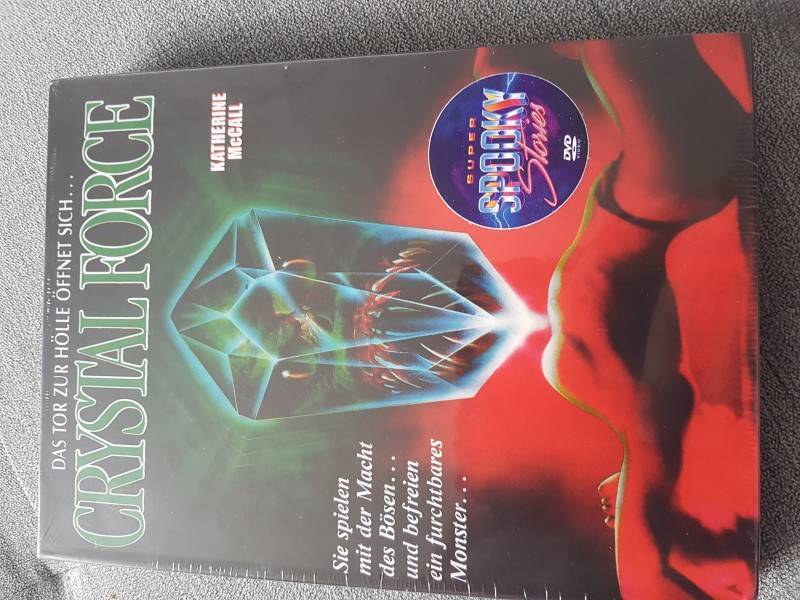 DAS TOR ZUR HÖLLE ÖFFNET SICH...
CRYSTAL FORCE
KATHERINE
McCALL
Sie spielen
mit der Macht
des Bösen...
und befreien
ein furchtbares
Monster...
SUPER
SPOOKY
Stories
DVD
VIDEO